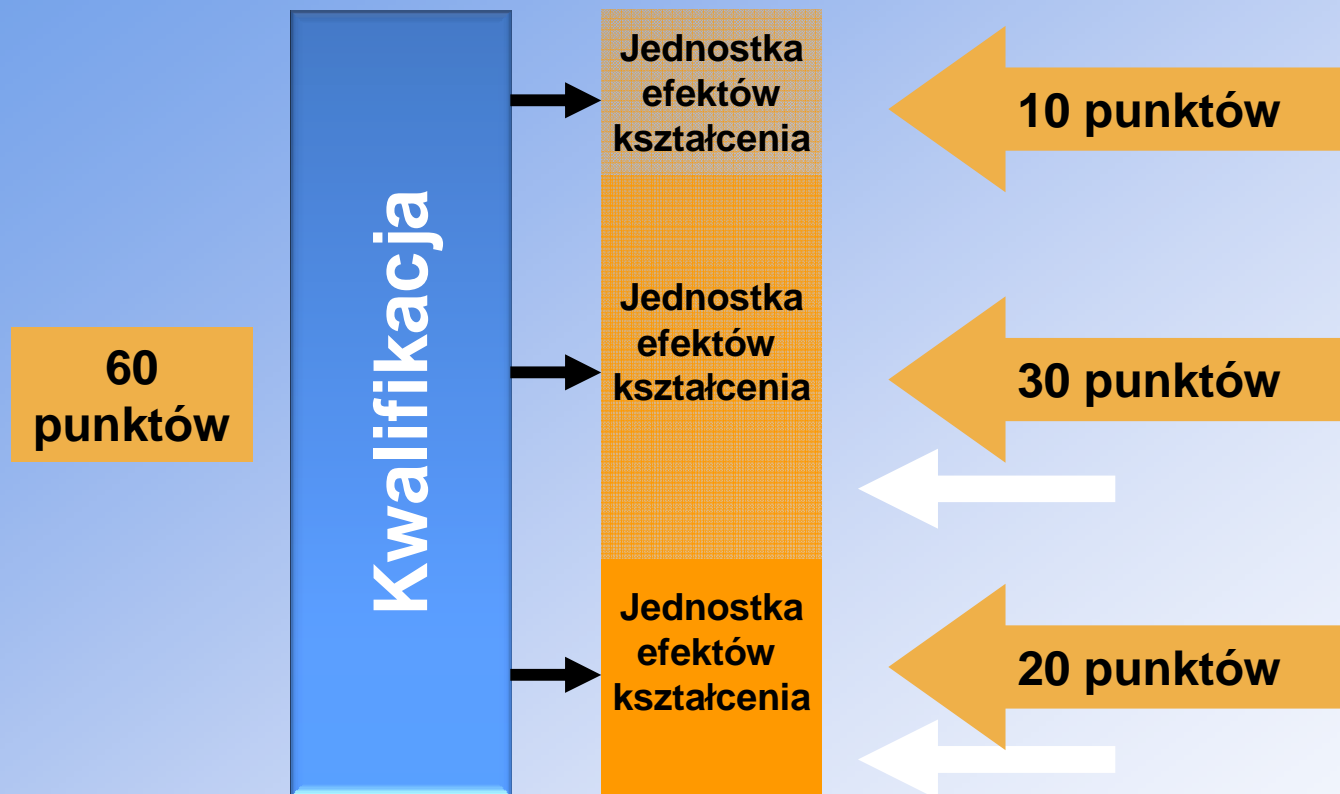 60
punktów
Kwalifikacja
Jednostka
efektów
kształcenia
10 punktów
Jednostka
efektów
kształcenia
30 punktów
Jednostka
efektów
kształcenia
20 punktów